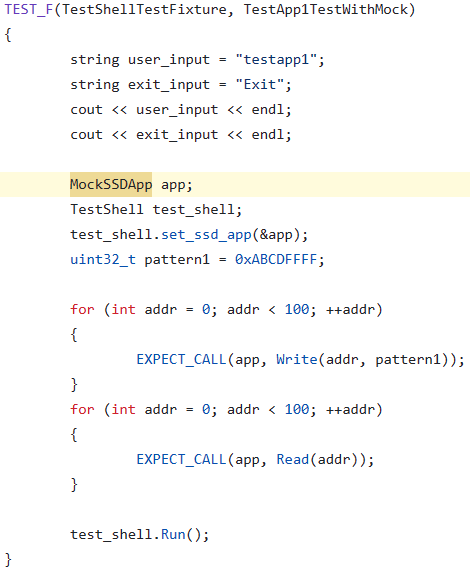 TEST_F(TestShellTestFixture, TestApp1TestWithMock)
{
        string user_input = "testapp1";
        string exit_input = "Exit";
        cout << user_input << endl;
        cout << exit_input << endl;

        MockSSDApp app;
        TestShell test_shell;
        test_shell.set_ssd_app(&app);
        uint32_t pattern1 = 0xABCDFFFF;

        for (int addr = 0; addr < 100; ++addr)
        {
                EXPECT_CALL(app, Write(addr, pattern1));
        }
        for (int addr = 0; addr < 100; ++addr)
        {
                EXPECT_CALL(app, Read(addr));
        }

        test_shell.Run();
}